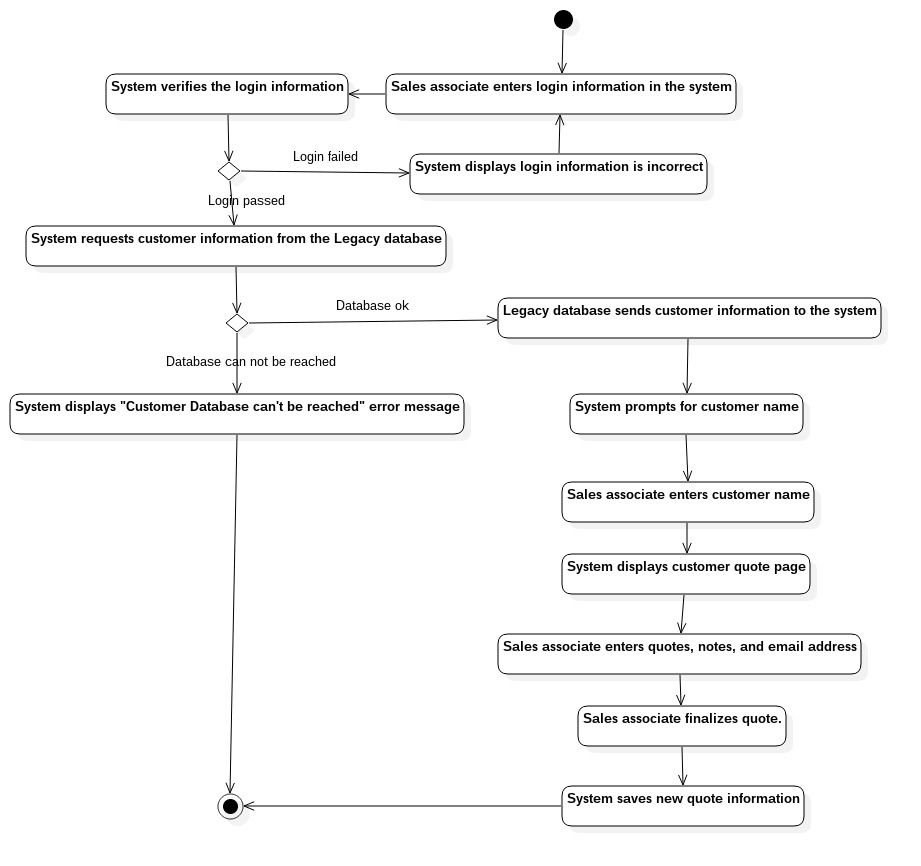 Sales associate enters login information in the system
System verifies the login information
Login failed
System displays login information is incorrect
Login passed
System requests customer information from the Legacy database
Database ok
Legacy database sends customer information to the system
Database can not be reached
System displays "Customer Database can't be reached" error message
System prompts for customer name
Sales associate enters customer name
System displays customer quote page
Sales associate enters quotes, notes, and email address
Sales associate finalizes quote.
System saves new quote information